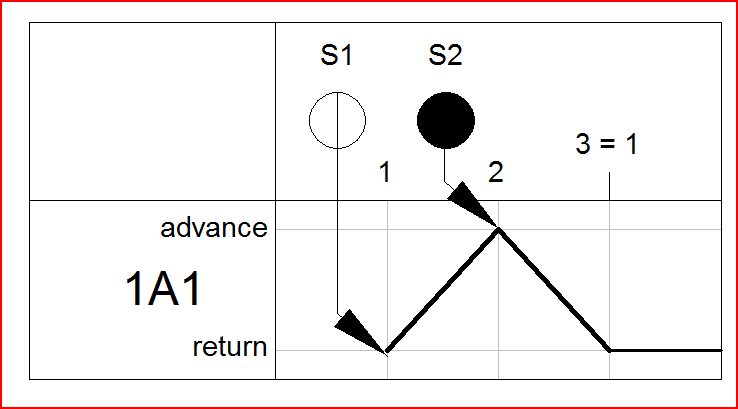 S1 S2
1 2 3 = 1
advance
1A1
return